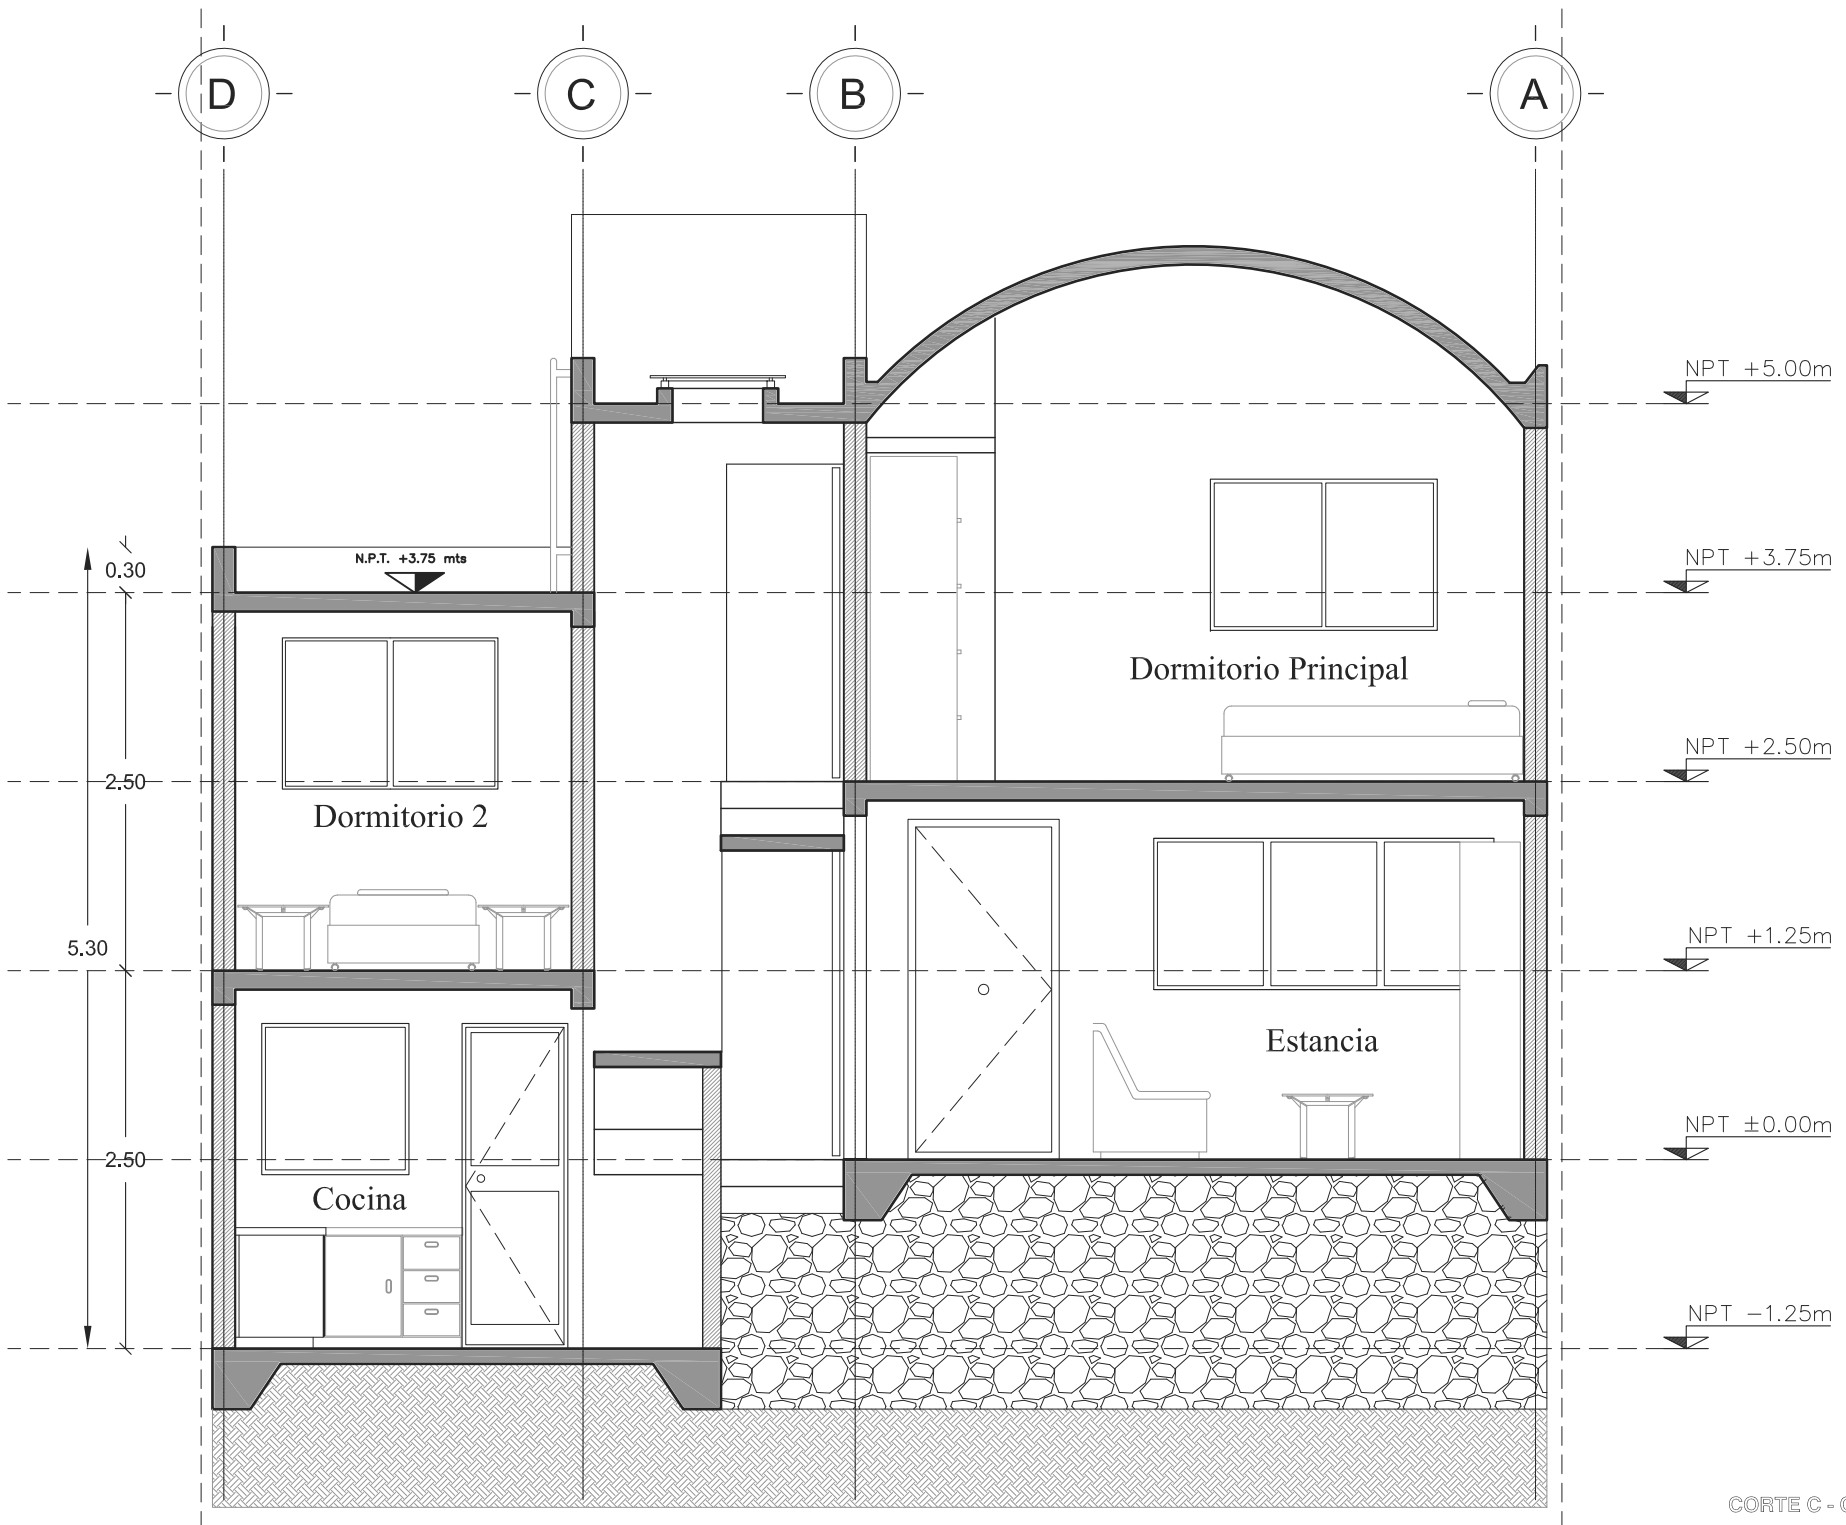 D
C
B
A
NPT +5.00m
0.30
N.P.T. +3.75 mts
NPT +3.75m
Dormitorio Principal
NPT +2.50m
2.50
Dormitorio 2
5.30
NPT +1.25m
Estancia
NPT ±0.00m
2.50
Cocina
NPT −1.25m
CORTE C -